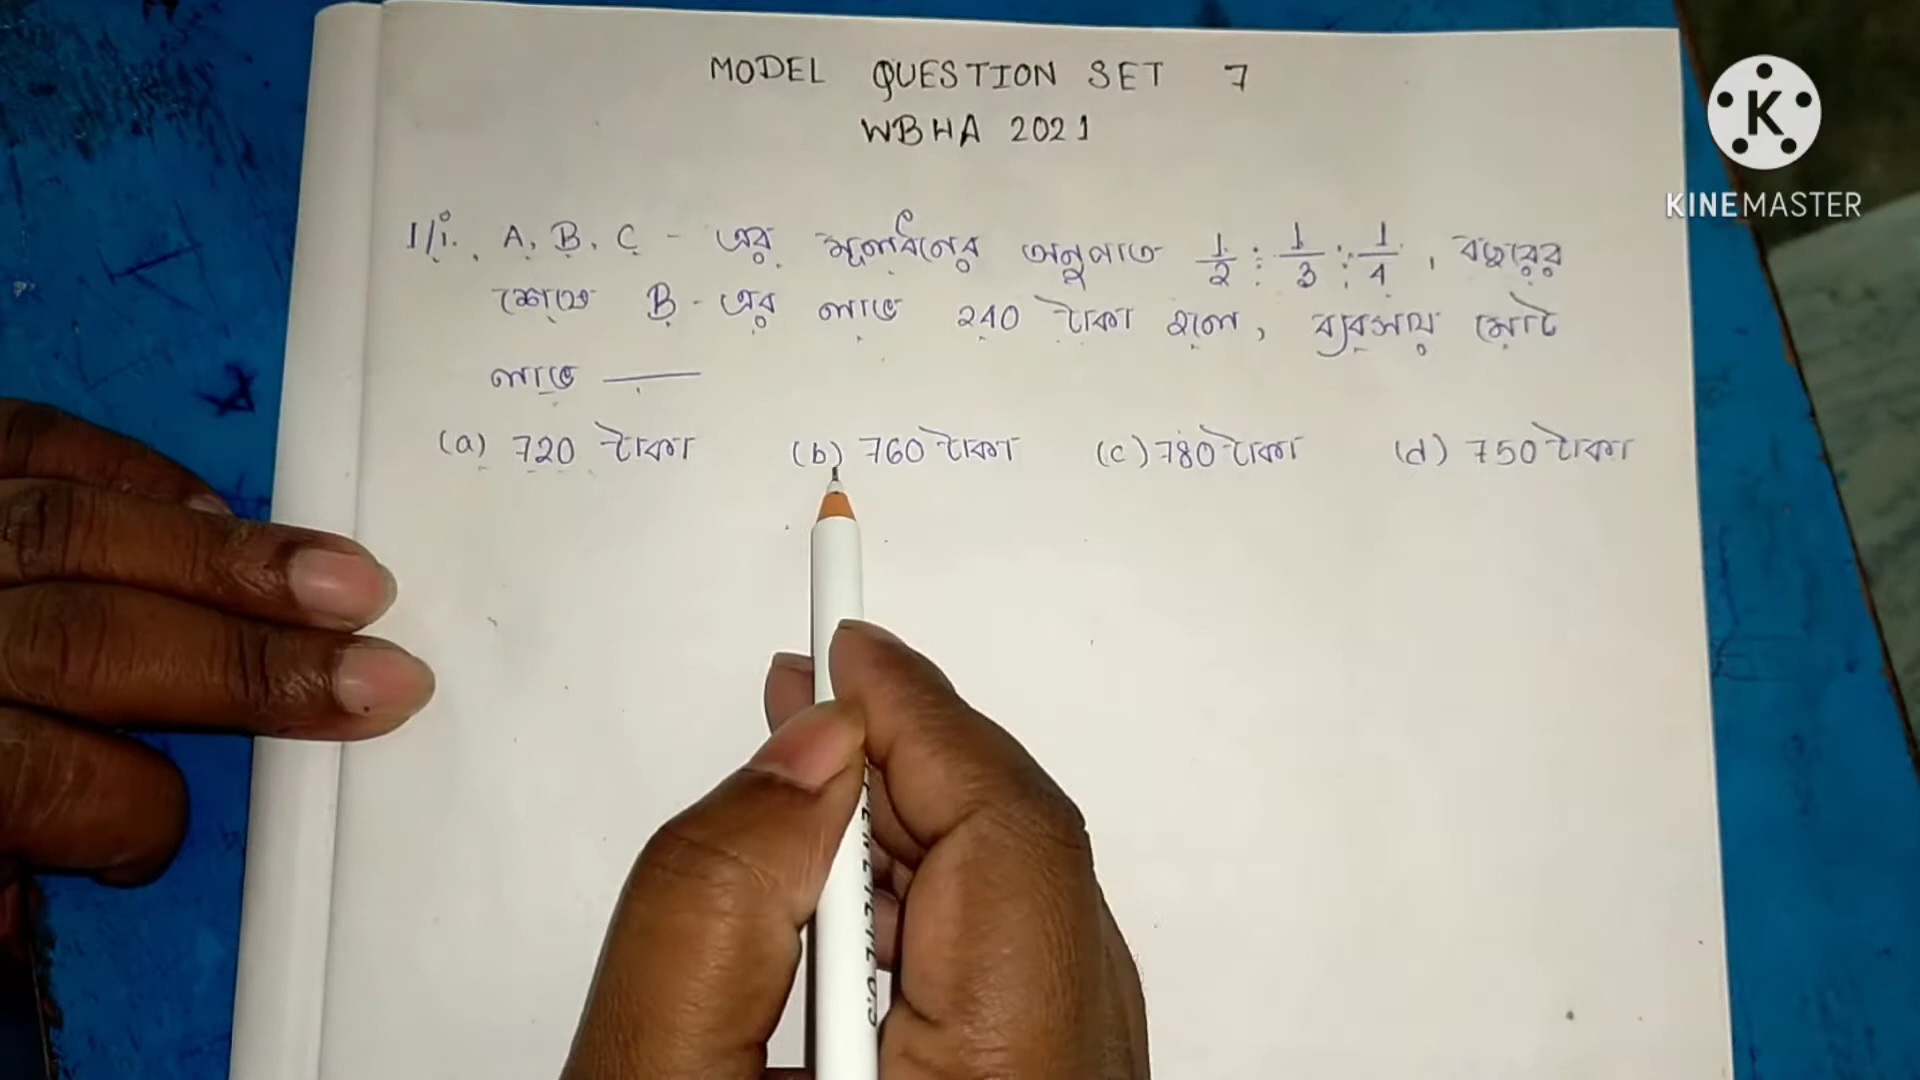 MODEL QUESTION SET 7
WBHA 2021
1/i. A, B, C - এর মূলধনের অনুপাত 1/2 : 1/3 : 1/4, বছরের
শেষে B - এর লাভ 240 টাকা হলে, ব্যবসায় মোট
লাভ ———
(a) 720 টাকা (b) 760 টাকা (c) 780 টাকা (d) 750 টাকা
K
KINEMASTER